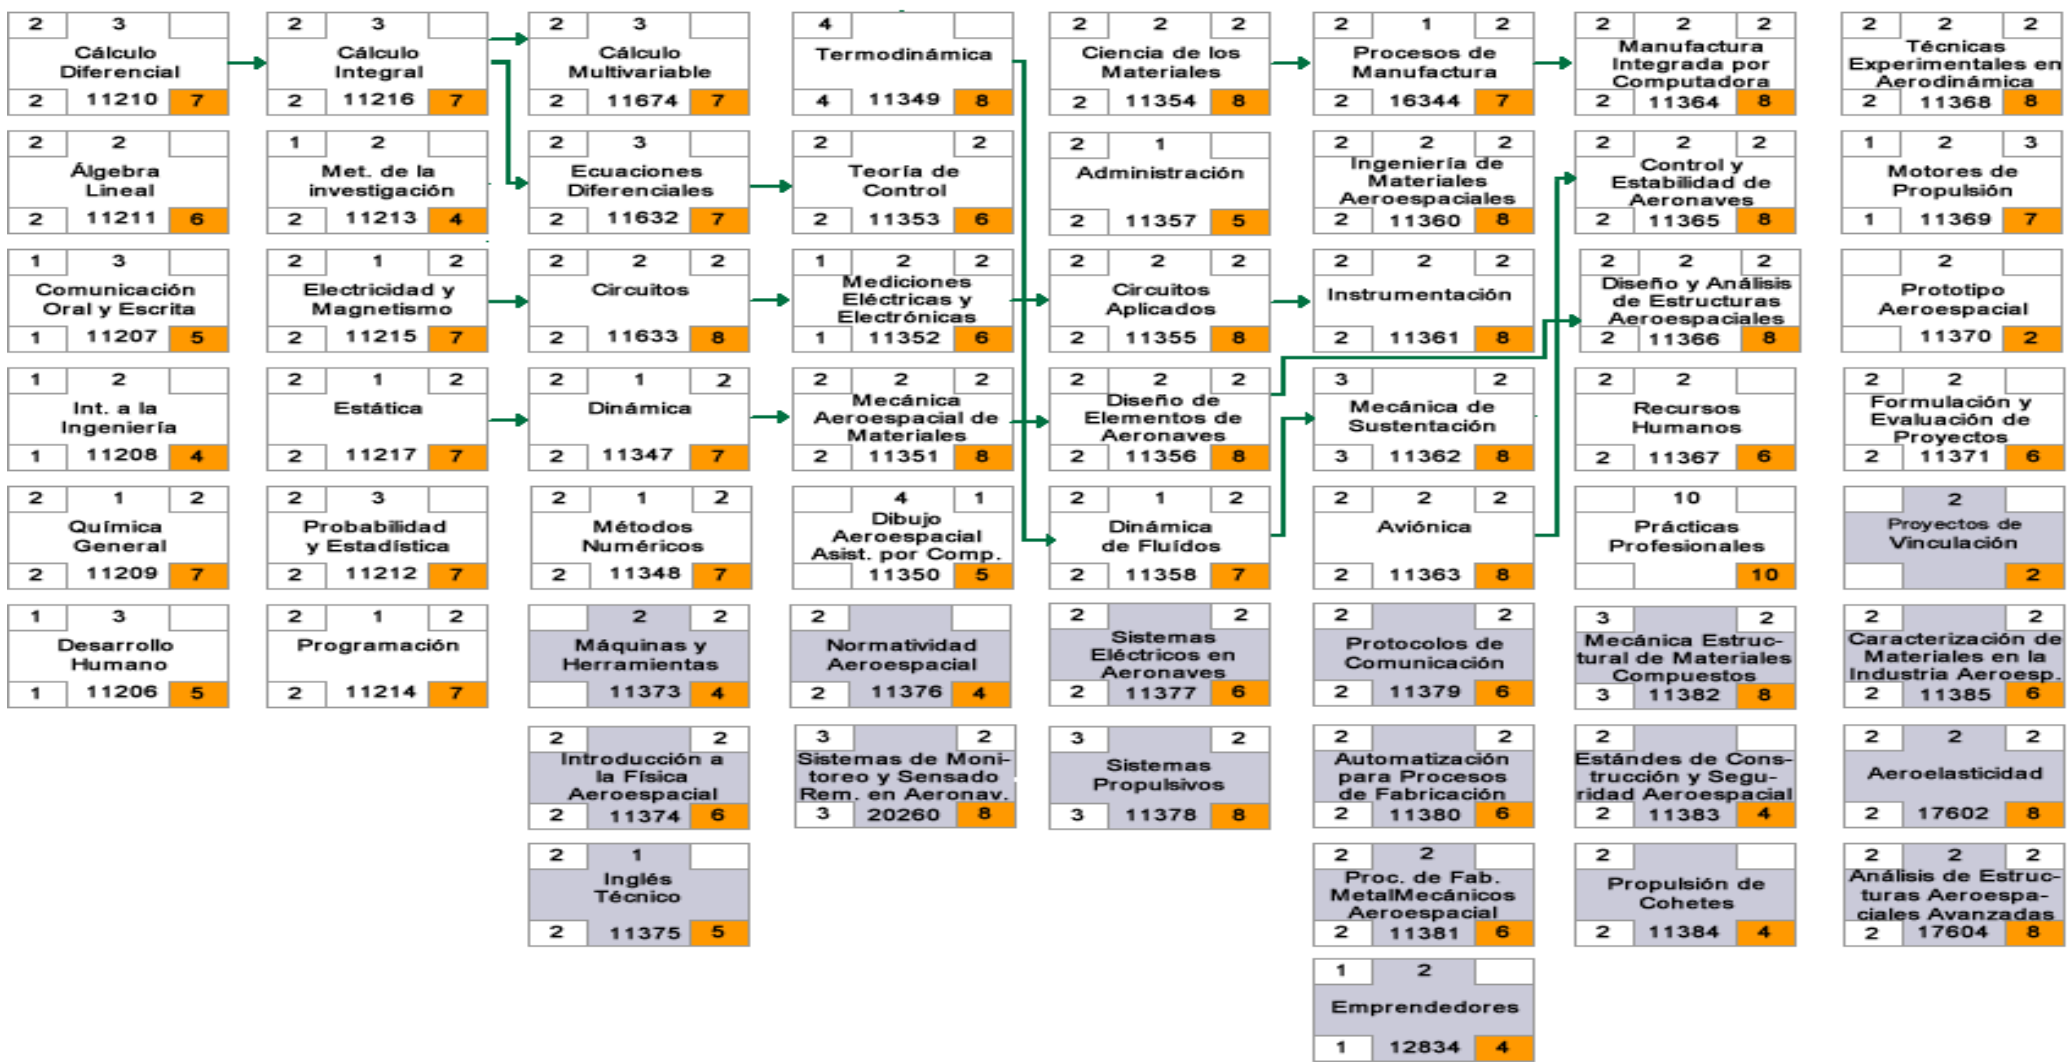 2 3
Cálculo
Diferencial
2 11210 7
2 3
Cálculo
Integral
2 11216 7
2 3
Cálculo
Multivariable
2 11674 7
4
Termodinámica
4 11349 8
2 2 2
Ciencia de los
Materiales
2 11354 8
2 1 2
Procesos de
Manufactura
2 16344 7
2 2 2
Manufactura
Integrada por
Computadora
2 11364 8
2 2 2
Técnicas
Experimentales en
Aerodinámica
2 11368 8
2 2
Álgebra
Lineal
2 11211 6
1 2
Met. de la
investigación
2 11213 4
2 3
Ecuaciones
Diferenciales
2 11632 7
2 2
Teoría de
Control
2 11353 6
2 1
Administración
2 11357 5
2 2 2
Ingeniería de
Materiales
Aeroespaciales
2 11360 8
2 2 2
Control y
Estabilidad de
Aeronaves
2 11365 8
1 2 3
Motores de
Propulsión
1 11369 7
1 3
Comunicación
Oral y Escrita
1 11207 5
2 1 2
Electricidad y
Magnetismo
2 11215 7
2 2 2
Circuitos
2 11633 8
1 2 2
Mediciones
Eléctricas y
Electrónicas
1 11352 6
2 2 2
Circuitos
Aplicados
2 11355 8
2 2 2
Instrumentación
2 11361 8
2 2 2
Diseño y Análisis
de Estructuras
Aeroespaciales
2 11366 8
2
Prototipo
Aeroespacial
11370 2
1 2
Int. a la
Ingeniería
1 11208 4
2 1 2
Estática
2 11217 7
2 1 2
Dinámica
2 11347 7
2 2 2
Mecánica
Aeroespacial de
Materiales
2 11351 8
2 2 2
Diseño de
Elementos de
Aeronaves
2 11356 8
3 2
Mecánica de
Sustentación
3 11362 8
2 2
Recursos
Humanos
2 11367 6
2 2
Formulación y
Evaluación de
Proyectos
2 11371 6
2 1 2
Química
General
2 11209 7
2 3
Probabilidad
y Estadística
2 11212 7
2 1 2
Métodos
Numéricos
2 11348 7
4 1
Dibujo
Aeroespacial
Asist. por Comp.
11350 5
2 1 2
Dinámica
de Fluídos
2 11358 7
2 2 2
Aviónica
2 11363 8
10
Prácticas
Profesionales
10
2
Proyectos de
Vinculación
2
1 3
Desarrollo
Humano
1 11206 5
2 1 2
Programación
2 11214 7
2 2
Máquinas y
Herramientas
11373 4
2
Normatividad
Aeroespacial
2 11376 4
2 2
Sistemas
Eléctricos en
Aeronaves
2 11377 6
2 2
Protocolos de
Comunicación
2 11379 6
3 2
Mecánica Estruc-
tural de Materiales
Compuestos
3 11382 8
2 2
Caracterización de
Materiales en la
Industria Aeroesp.
2 11385 6
2 2
Introducción a
la Física
Aeroespacial
2 11374 6
3 2
Sistemas de Moni-
toreo y Sensado
Rem. en Aeronav.
3 20260 8
3 2
Sistemas
Propulsivos
3 11378 8
2 2
Automatización
para Procesos
de Fabricación
2 11380 6
2
Estándes de Cons-
trucción y Segu-
ridad Aeroespacial
2 11383 4
2 2 2
Aeroelasticidad
2 17602 8
2 1
Inglés
Técnico
2 11375 5
2 2
Proc. de Fab.
MetalMecánicos
Aeroespacial
2 11381 6
2
Propulsión de
Cohetes
2 11384 4
2 2 2
Análisis de Estruc-
turas Aeroespa-
ciales Avanzadas
2 17604 8
1 2
Emprendedores
1 12834 4